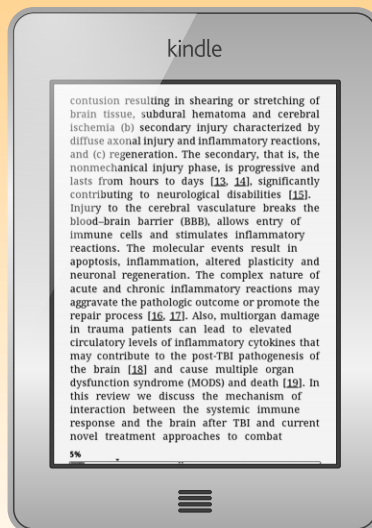 kindle
contusion resulting in shearing or stretching of
brain tissue, subdural hematoma and cerebral
ischemia (b) secondary injury characterized by
diffuse axonal injury and inflammatory reactions,
and (c) regeneration. The secondary, that is, the
nonmechanical injury phase, is progressive and
lasts from hours to days [13, 14], significantly
contributing to neurological disabilities [15].
Injury to the cerebral vasculature breaks the
blood–brain barrier (BBB), allows entry of
immune cells and stimulates inflammatory
reactions. The molecular events result in
apoptosis, inflammation, altered plasticity and
neuronal regeneration. The complex nature of
acute and chronic inflammatory reactions may
aggravate the pathologic outcome or promote the
repair process [16, 17]. Also, multiorgan damage
in trauma patients can lead to elevated
circulatory levels of inflammatory cytokines that
may contribute to the post-TBI pathogenesis of
the brain [18] and cause multiple organ
dysfunction syndrome (MODS) and death [19]. In
this review we discuss the mechanism of
interaction between the systemic immune
response and the brain after TBI and current
novel treatment approaches to combat
5%